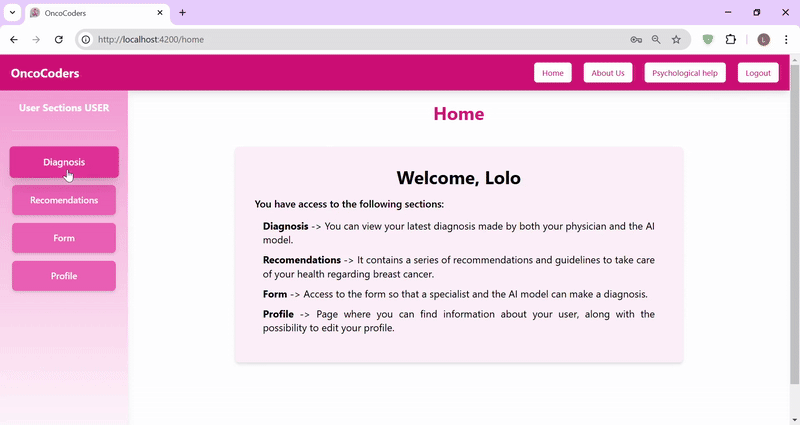 OncoCoders
http://localhost:4200/home
L
OncoCoders
Home
About Us
Psychological help
Logout
User Sections USER
Diagnosis
Recomendations
Form
Profile
Home
Welcome, Lolo
You have access to the following sections:
Diagnosis -> You can view your latest diagnosis made by both your physician and the AI
model.
Recomendations -> It contains a series of recommendations and guidelines to take care
of your health regarding breast cancer.
Form -> Access to the form so that a specialist and the AI model can make a diagnosis.
Profile -> Page where you can find information about your user, along with the
possibility to edit your profile.